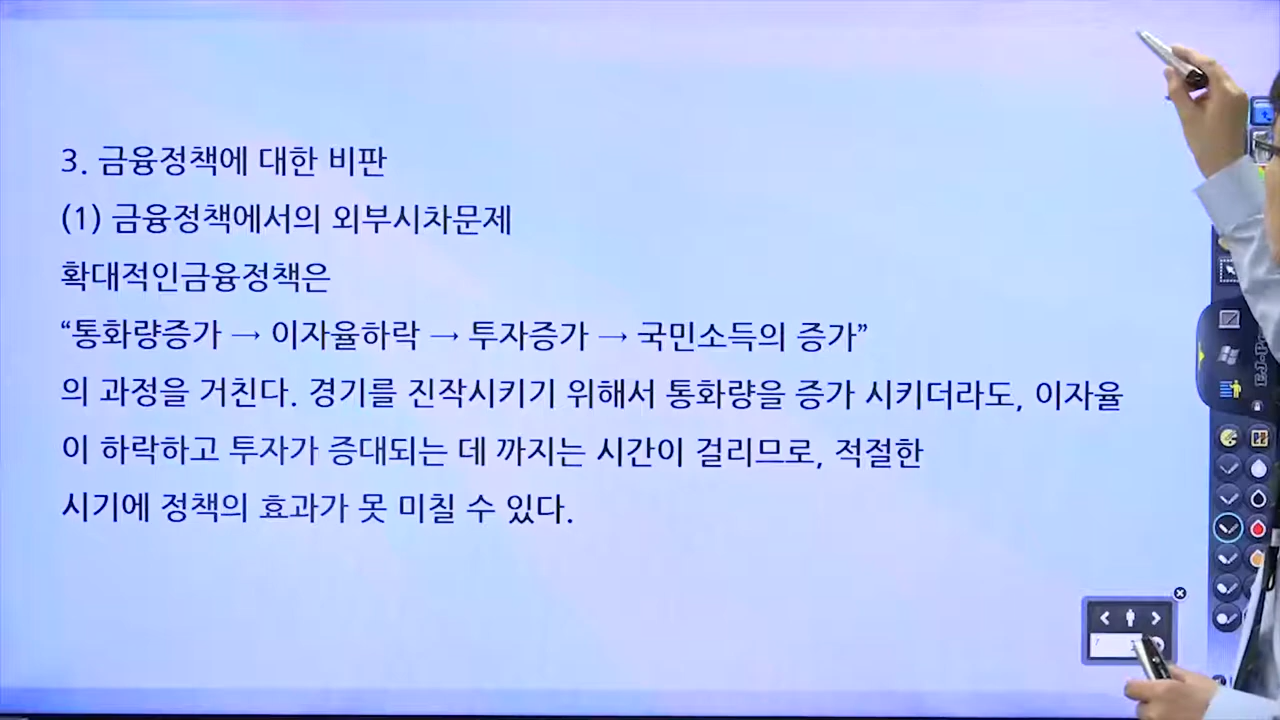 3. 금융정책에 대한 비판
(1) 금융정책에서의 외부시차문제
확대적인금융정책은
“통화량증가 → 이자율하락 → 투자증가 → 국민소득의 증가”
의 과정을 거친다. 경기를 진작시키기 위해서 통화량을 증가 시키더라도, 이자율
이 하락하고 투자가 증대되는 데 까지는 시간이 걸리므로, 적절한
시기에 정책의 효과가 못 미칠 수 있다.